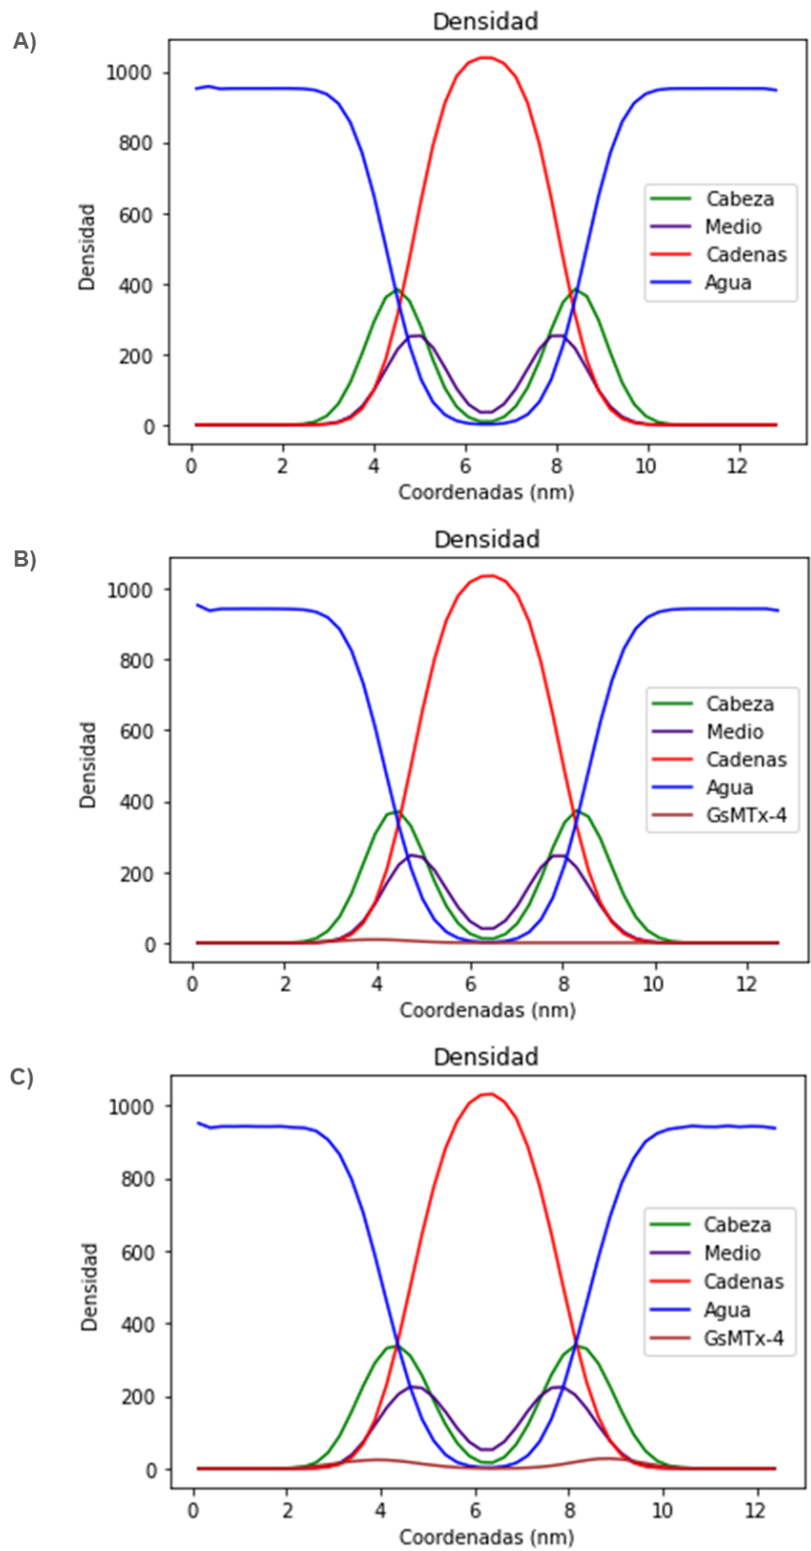 A)
Densidad
1000
800
600
400
200
0
Densidad
Cabeza
Medio
Cadenas
Agua
0 2 4 6 8 10 12
Coordenadas (nm)
B)
Densidad
1000
800
600
400
200
0
Densidad
Cabeza
Medio
Cadenas
Agua
GsMTx-4
0 2 4 6 8 10 12
Coordenadas (nm)
C)
Densidad
1000
800
600
400
200
0
Densidad
Cabeza
Medio
Cadenas
Agua
GsMTx-4
0 2 4 6 8 10 12
Coordenadas (nm)